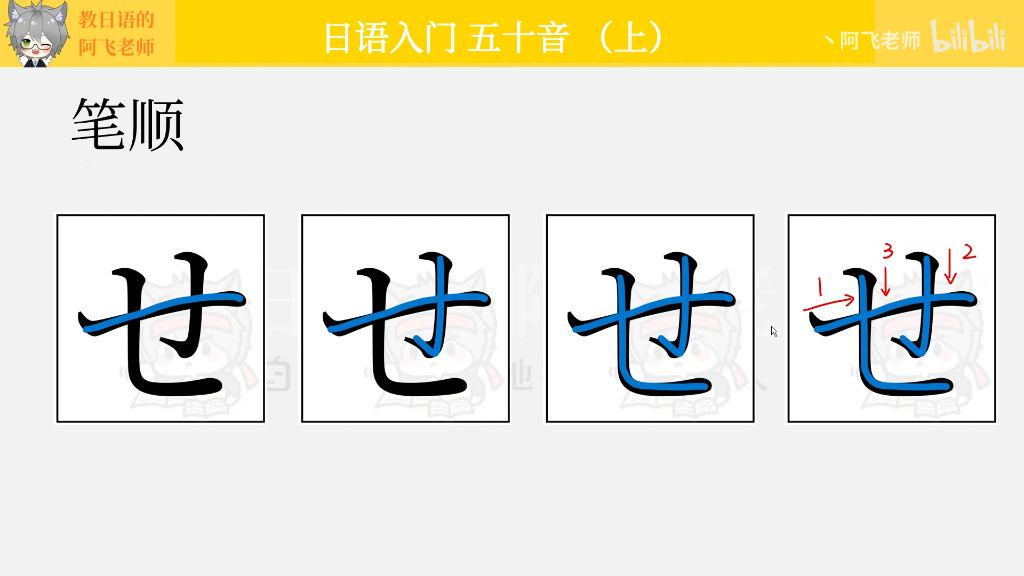 教日语的
阿飞老师
日语入门 五十音 （上）
丶阿飞老师 bilibili
笔顺
せ せ せ せ
1 3 2